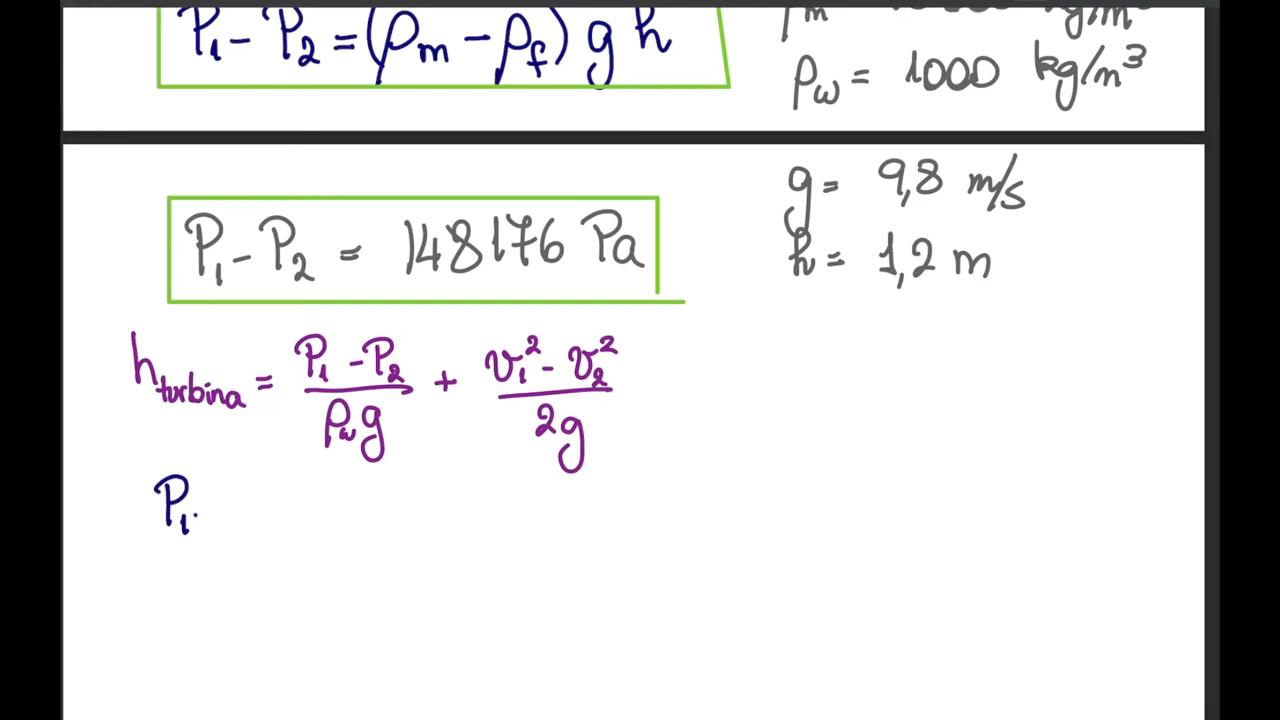 P₁ - P₂ = (ρm - ρf) g h
ρw = 1000 kg/m³
g = 9,8 m/s
P₁ - P₂ = 148176 Pa
h = 1,2 m
h turbina = (P₁ - P₂)/(ρw g) + (v₁² - v₂²)/(2g)
P₁